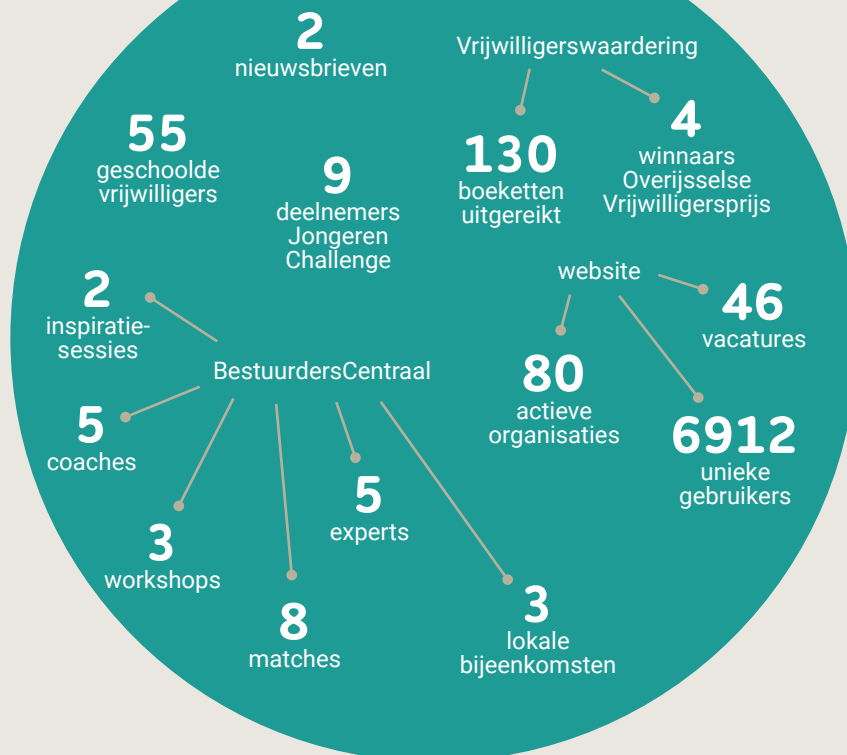 2
nieuwsbrieven
Vrijwilligerswaardering
55
geschoolde
vrijwilligers
9
deelnemers
Jongeren
Challenge
130
boeketten
uitgereikt
4
winnaars
Overijsselse
Vrijwilligersprijs
website
46
vacatures
80
actieve
organisaties
6912
unieke
gebruikers
2
inspiratie-
sessies
BestuurdersCentraal
5
coaches
3
workshops
8
matches
5
experts
3
lokale
bijeenkomsten